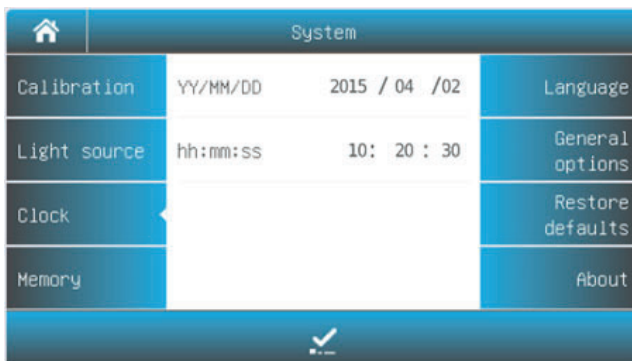 System
Calibration
Light source
Clock
Memory
YY/MM/DD 2015 / 04 /02
hh:mm:ss 10: 20 : 30
Language
General
options
Restore
defaults
About